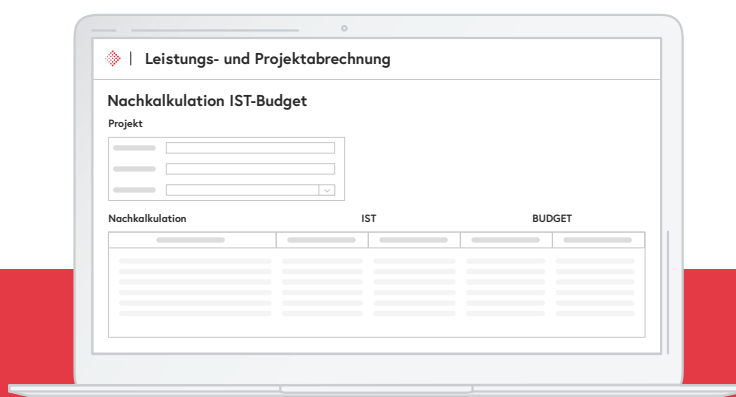 Leistungs- und Projektabrechnung
Nachkalkulation IST-Budget
Projekt
Nachkalkulation IST BUDGET